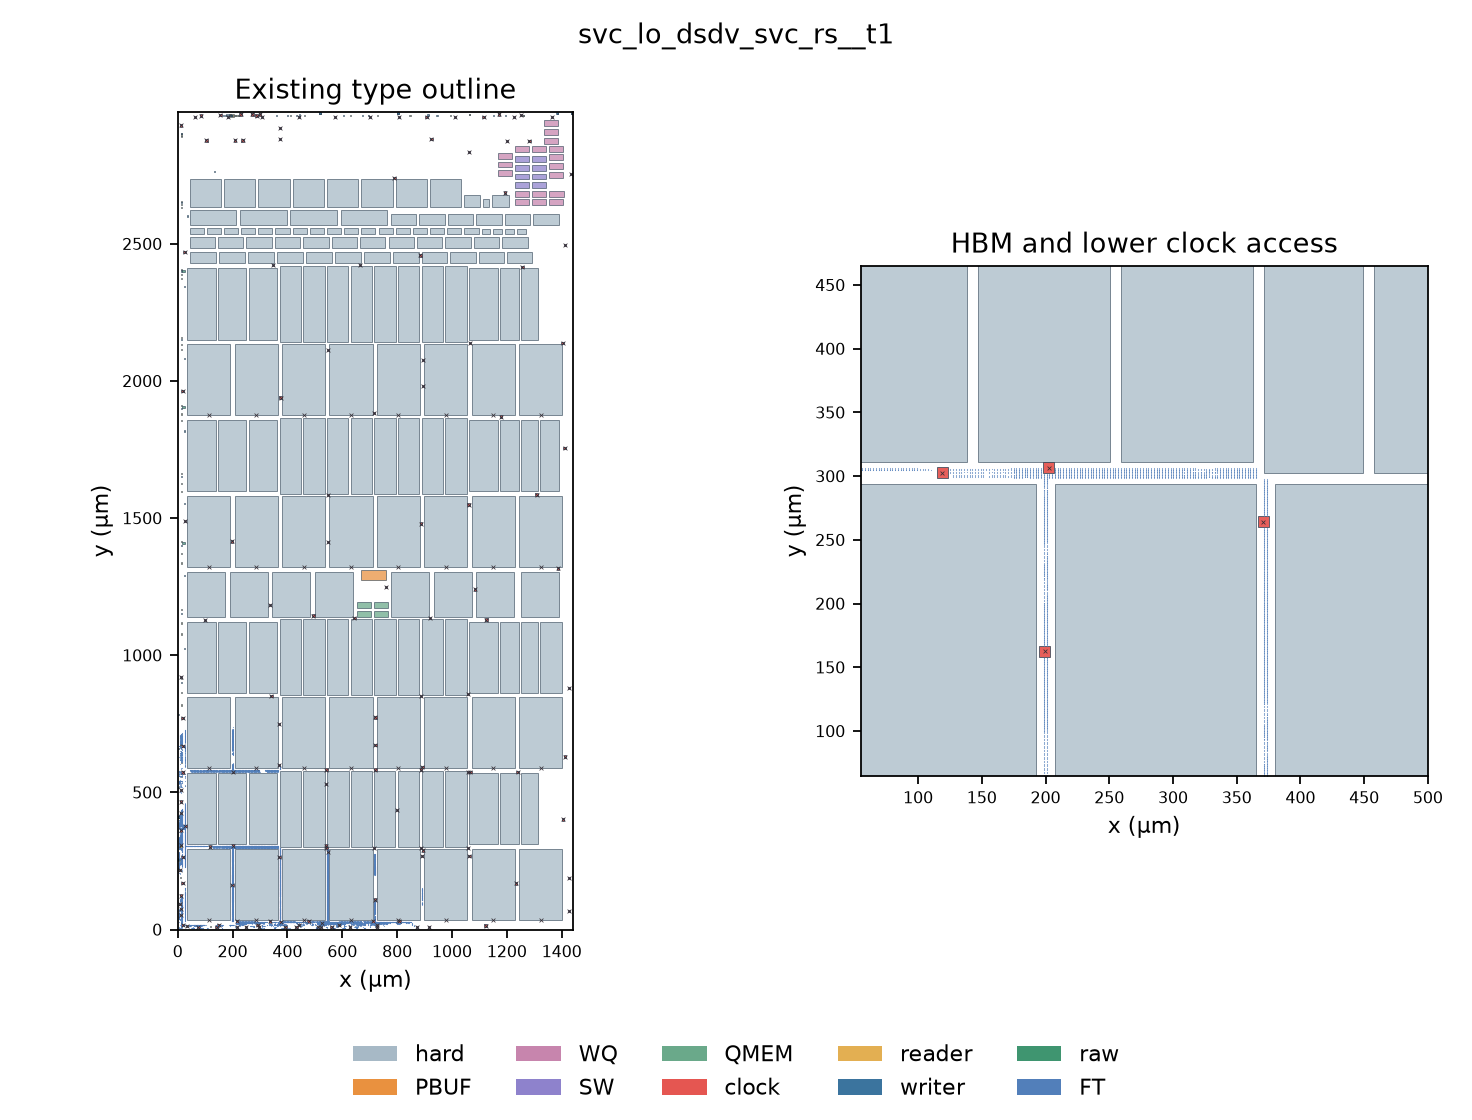 svc_lo_dsdv_svc_rs__t1
Existing type outline
HBM and lower clock access
2500
2000
1500
1000
500
0
y (μm)
0 200 400 600 800 1000 1200 1400
x (μm)
450
400
350
300
250
200
150
100
y (μm)
100 150 200 250 300 350 400 450 500
x (μm)
hard WQ QMEM reader raw
PBUF SW clock writer FT